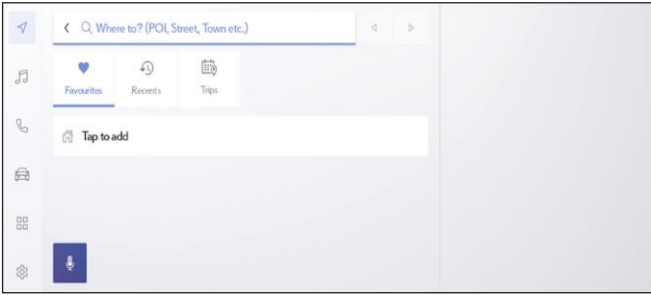 Where to? (POI, Street, Town etc.)
Favourites
Recents
Trips
Tap to add